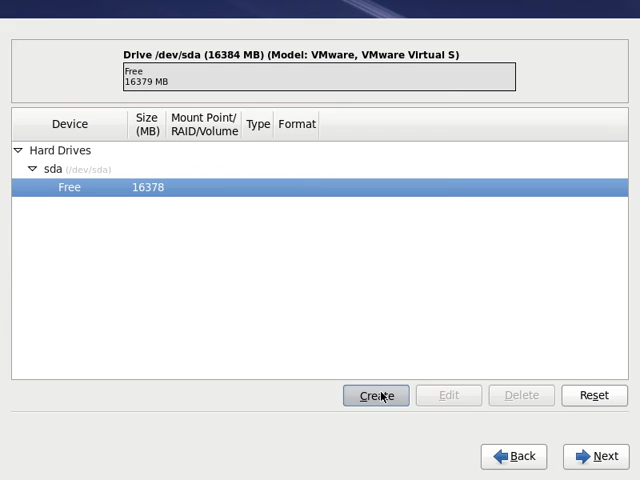 Drive /dev/sda (16384 MB) (Model: VMware, VMware Virtual S)
Free
16379 MB
Device
Size
(MB)
Mount Point/
RAID/Volume
Type
Format
Hard Drives
sda (/dev/sda)
Free 16378
Create
Edit
Delete
Reset
Back
Next